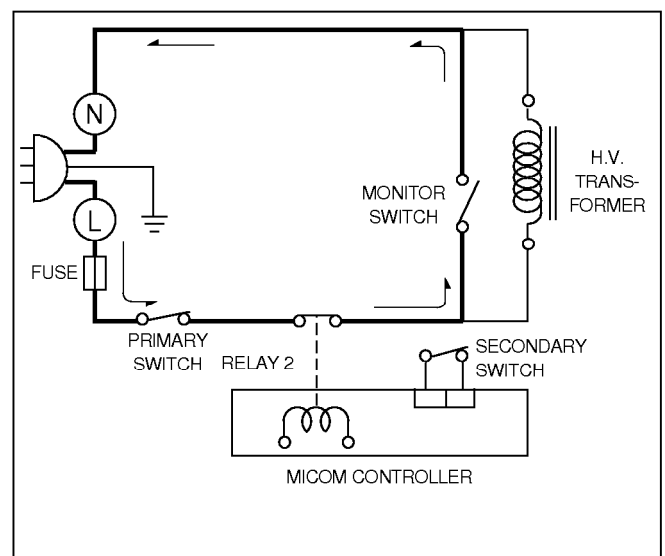 N
H.V.
TRANS-
FORMER
MONITOR
SWITCH
L
FUSE
PRIMARY
SWITCH
RELAY 2
SECONDARY
SWITCH
MICOM CONTROLLER